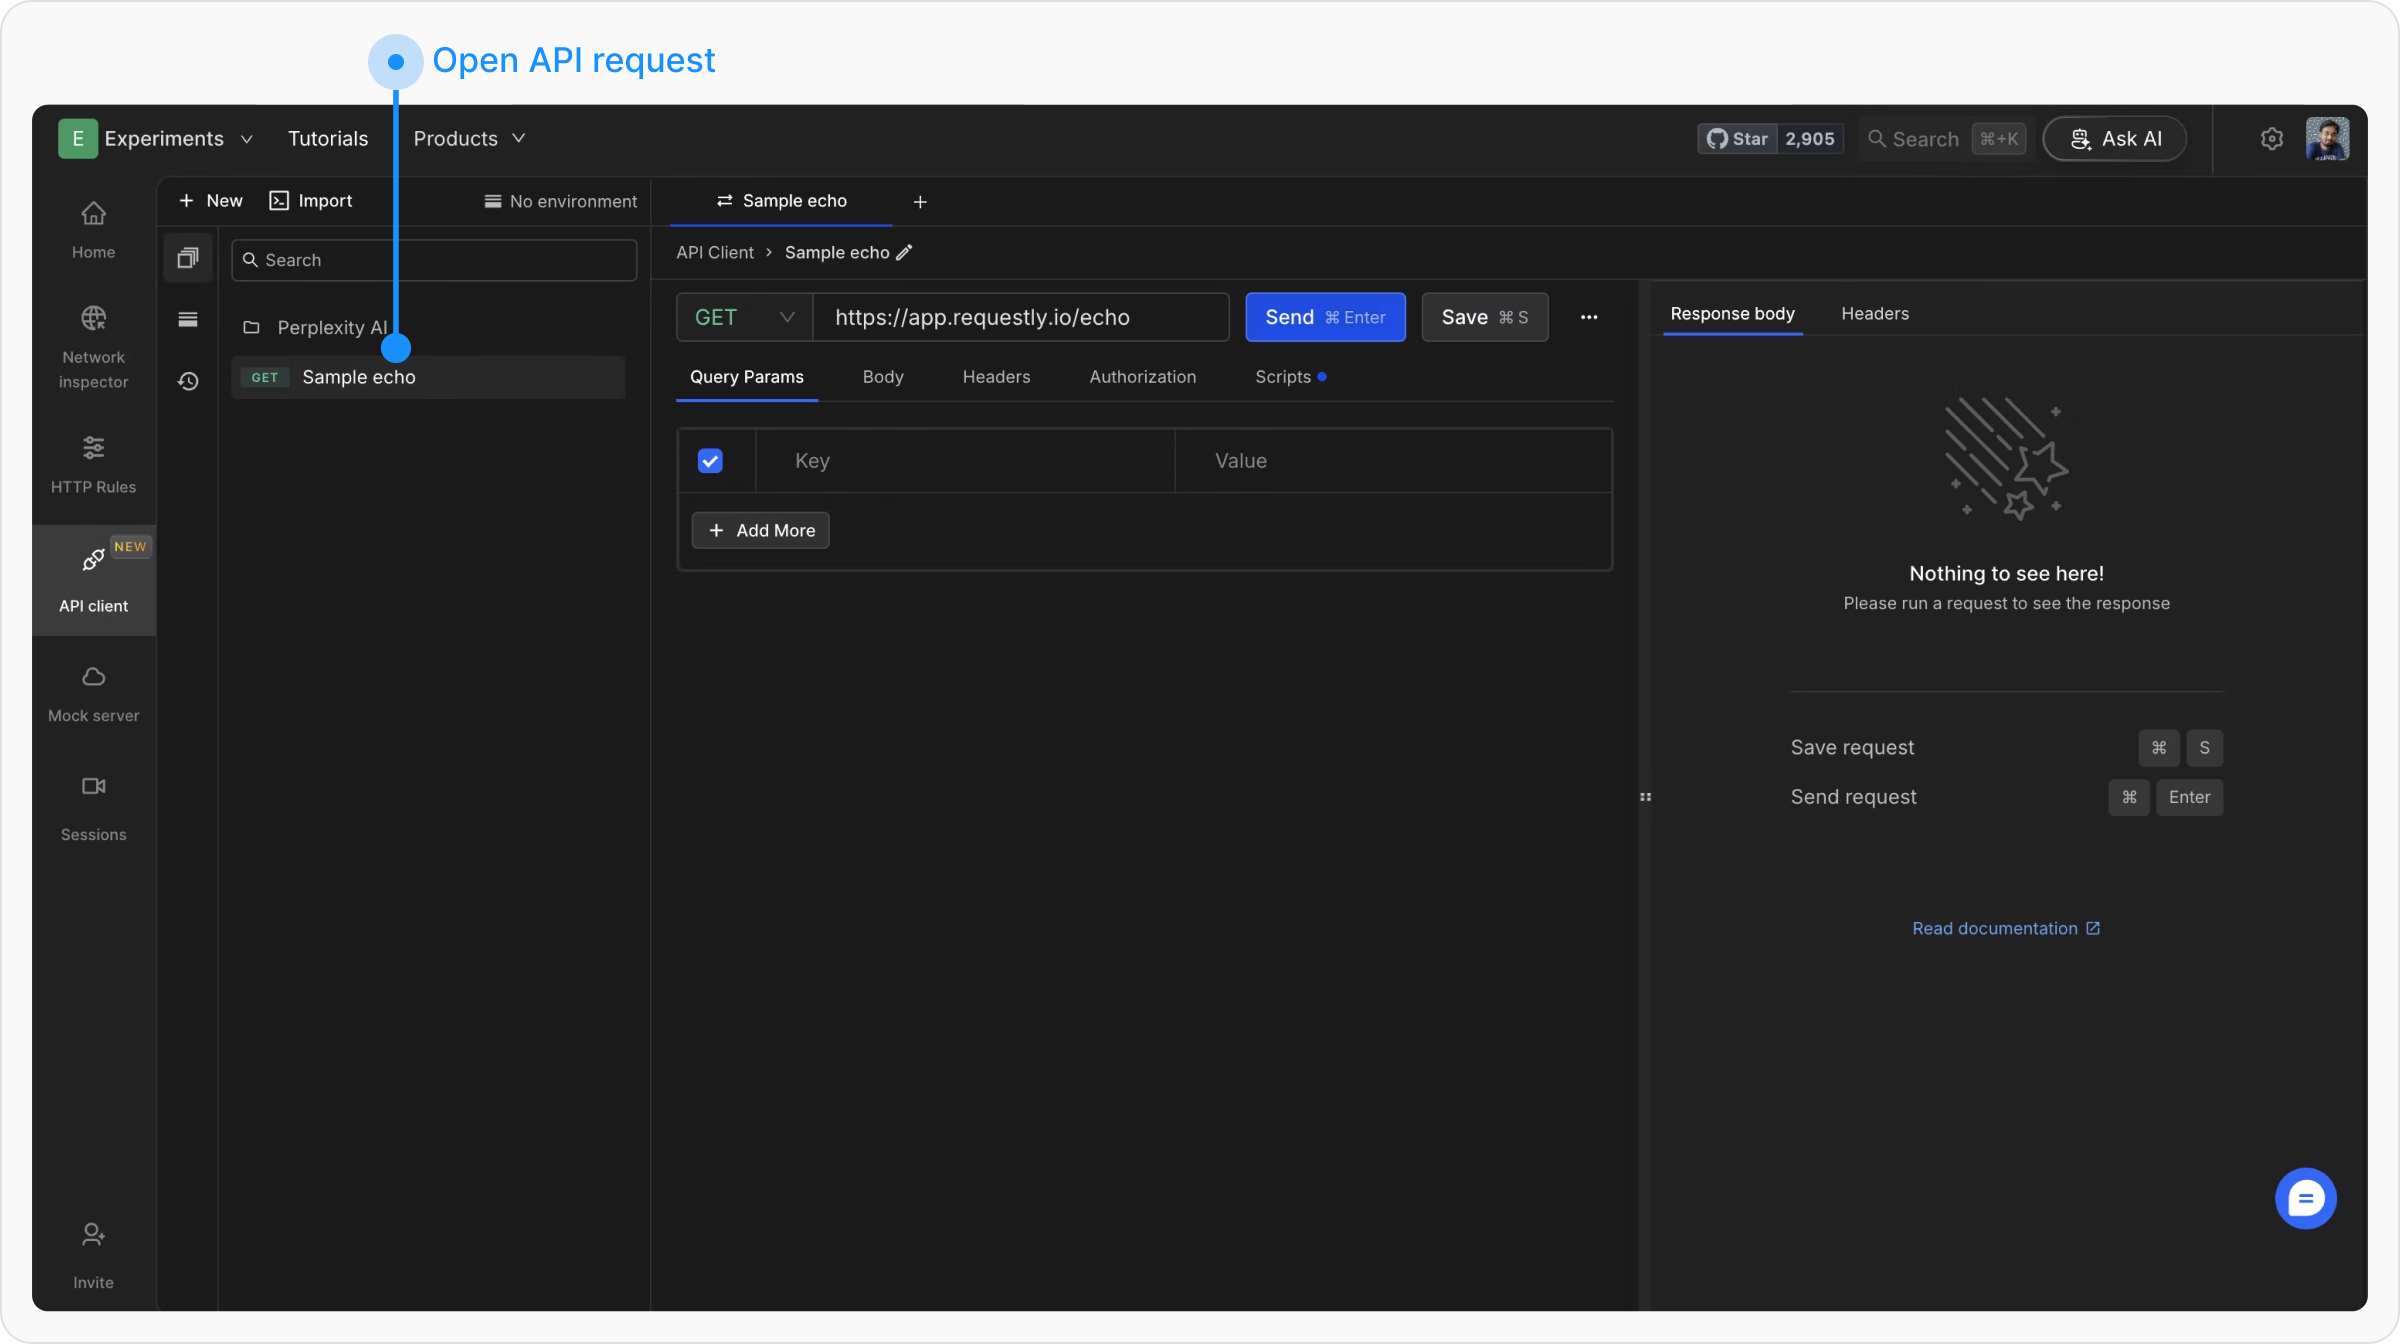 Open API request
E Experiments Tutorials Products
Star 2,905 Search ⌘+K Ask AI
Home
Network
inspector
HTTP Rules
NEW
API client
Mock server
Sessions
Invite
+ New Import No environment
Search
Perplexity AI
GET Sample echo
Sample echo +
API Client > Sample echo
GET https://app.requestly.io/echo Send ⌘ Enter Save ⌘ S ...
Query Params Body Headers Authorization Scripts
Key Value
+ Add More
Response body Headers
Nothing to see here!
Please run a request to see the response
Save request ⌘ S
Send request ⌘ Enter
Read documentation